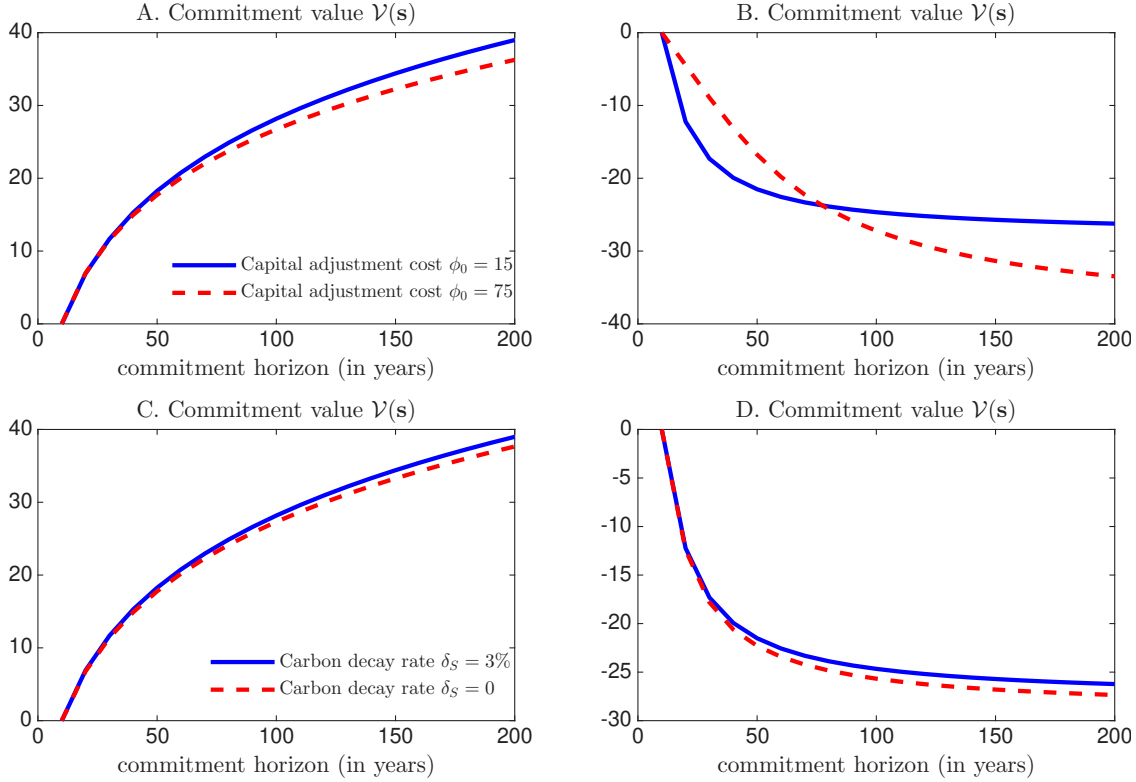 A. Commitment value 𝒱(s)
40
30
20
10
0
Capital adjustment cost ϕ₀ = 15
Capital adjustment cost ϕ₀ = 75
0 50 100 150 200
commitment horizon (in years)
B. Commitment value 𝒱(s)
0
-10
-20
-30
-40
0 50 100 150 200
commitment horizon (in years)
C. Commitment value 𝒱(s)
40
30
20
10
0
Carbon decay rate δ_S = 3%
Carbon decay rate δ_S = 0
0 50 100 150 200
commitment horizon (in years)
D. Commitment value 𝒱(s)
0
-5
-10
-15
-20
-25
-30
0 50 100 150 200
commitment horizon (in years)